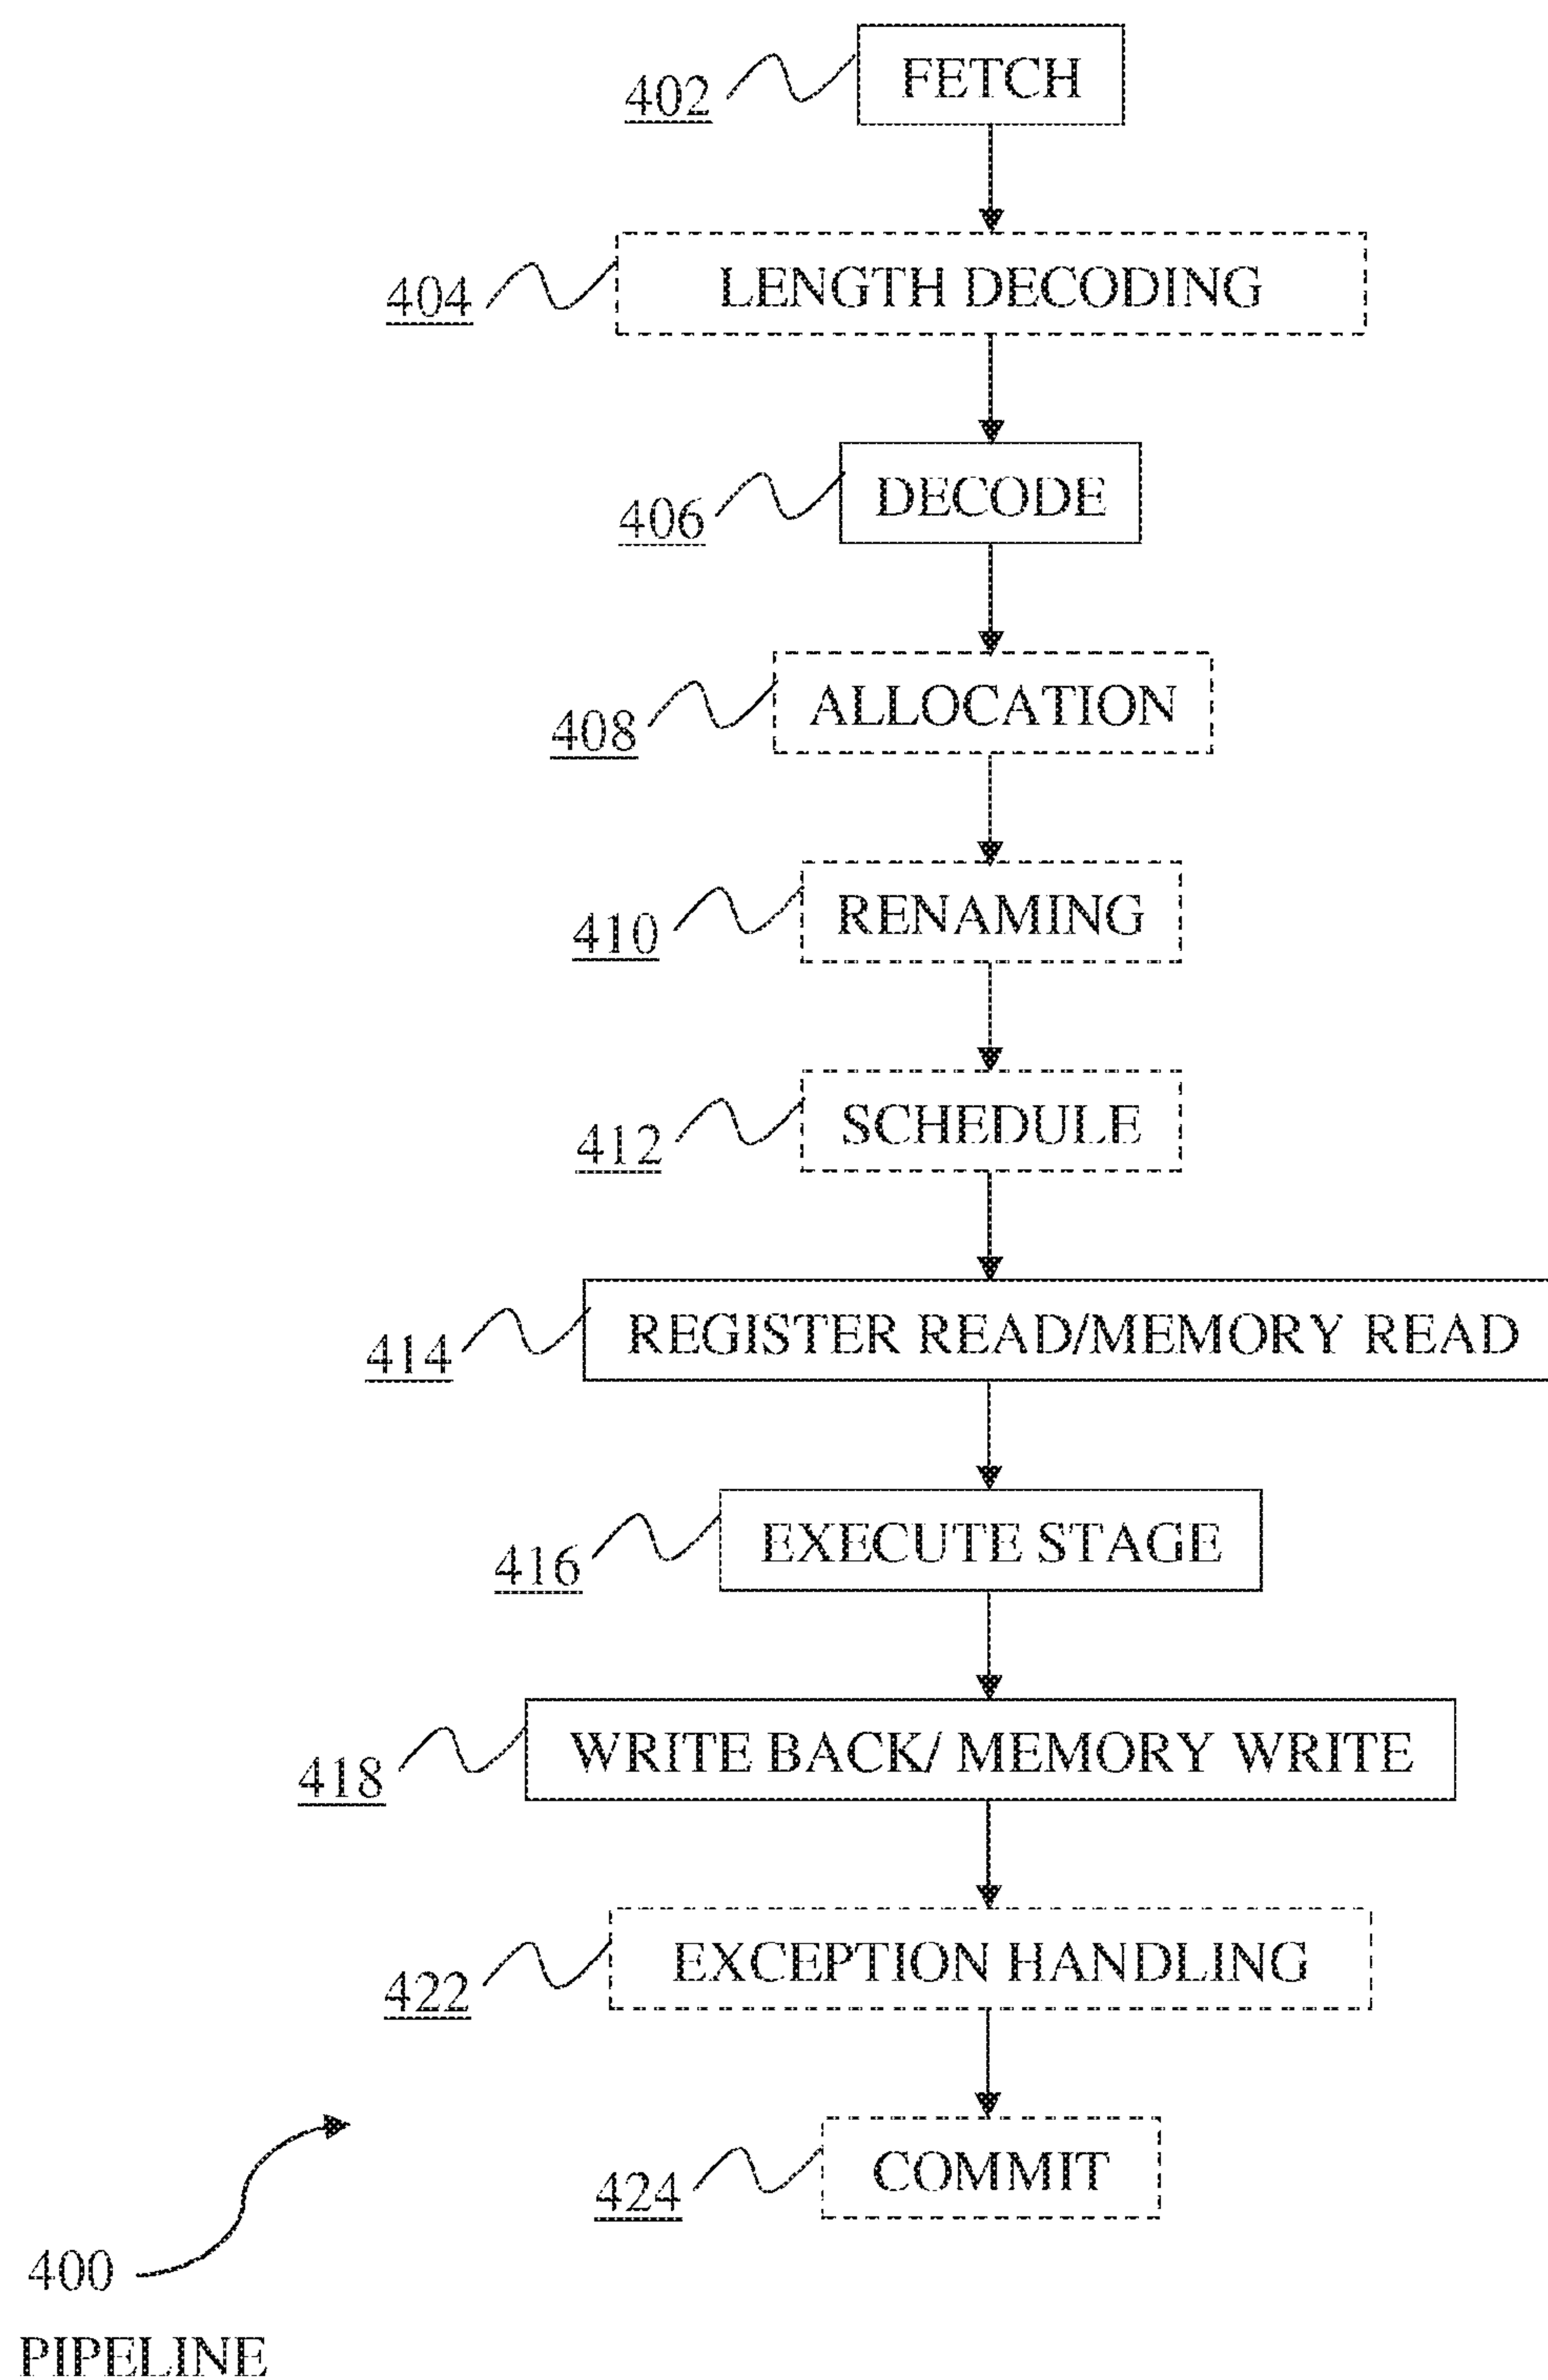 402 FETCH
404 LENGTH DECODING
406 DECODE
408 ALLOCATION
410 RENAMING
412 SCHEDULE
414 REGISTER READ/MEMORY READ
416 EXECUTE STAGE
418 WRITE BACK/ MEMORY WRITE
422 EXCEPTION HANDLING
424 COMMIT
400
PIPELINE